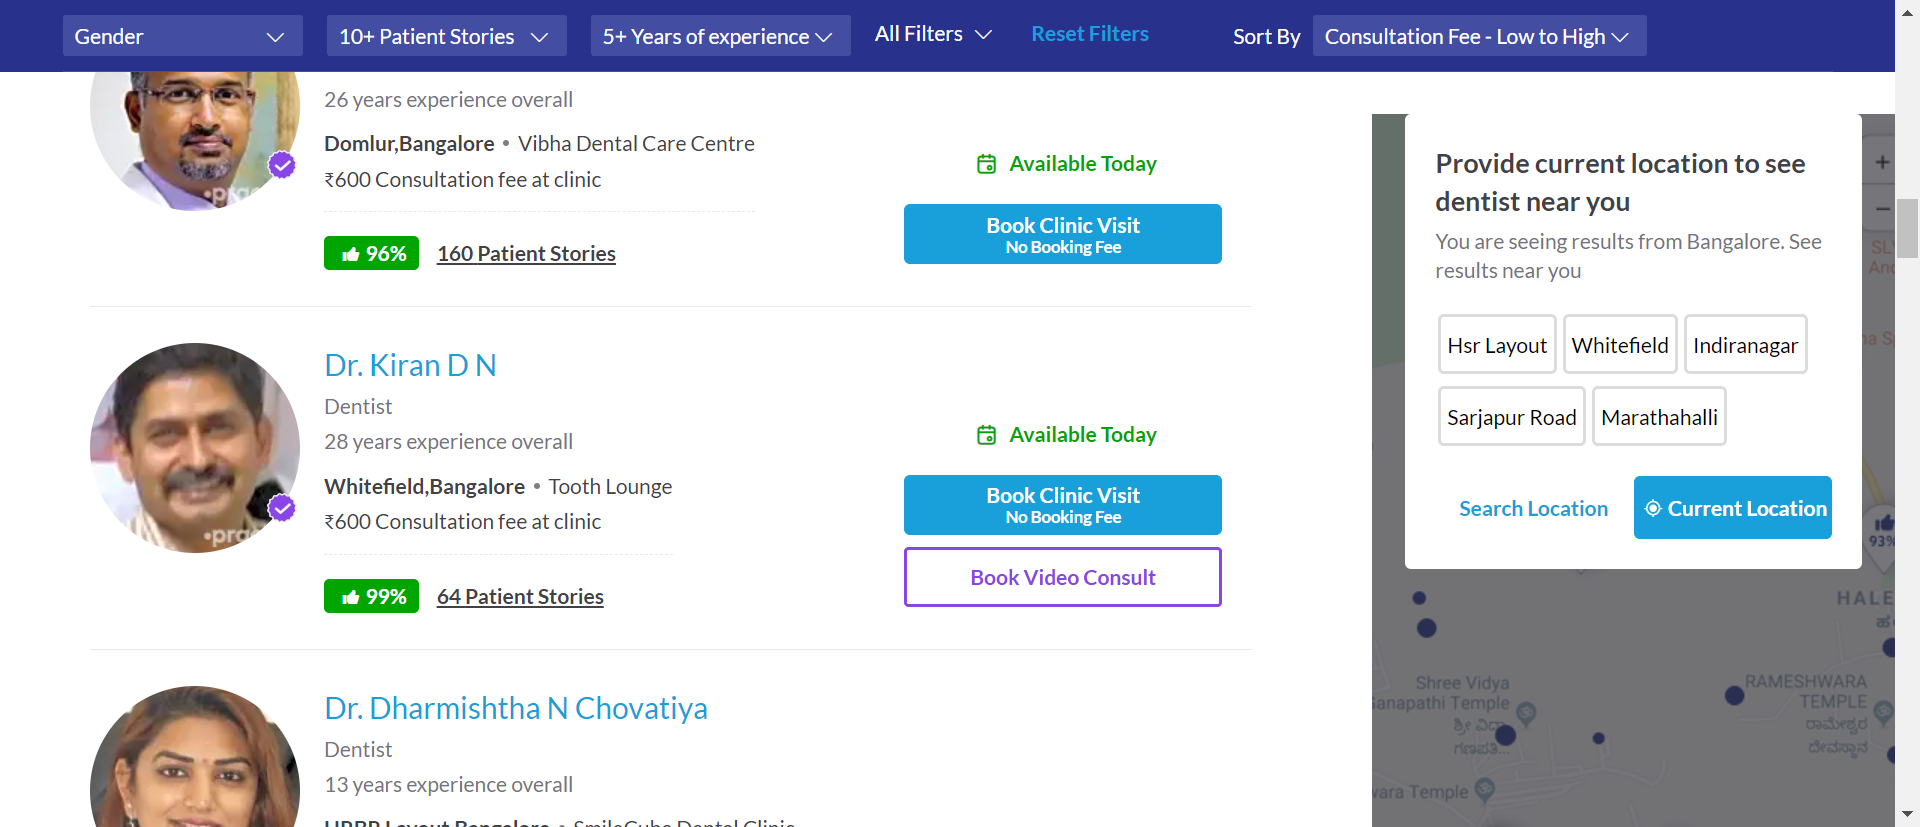 Gender
10+ Patient Stories
5+ Years of experience
All Filters
Reset Filters
Sort By
Consultation Fee - Low to High
26 years experience overall
Domlur,Bangalore • Vibha Dental Care Centre
₹600 Consultation fee at clinic
96%
160 Patient Stories
Available Today
Book Clinic Visit
No Booking Fee
Dr. Kiran D N
Dentist
28 years experience overall
Whitefield,Bangalore • Tooth Lounge
₹600 Consultation fee at clinic
99%
64 Patient Stories
Available Today
Book Clinic Visit
No Booking Fee
Book Video Consult
Dr. Dharmishtha N Chovatiya
Dentist
13 years experience overall
Provide current location to see
dentist near you
You are seeing results from Bangalore. See
results near you
Hsr Layout
Whitefield
Indiranagar
Sarjapur Road
Marathahalli
Search Location
Current Location
93%
HALE
Shree Vidya
Ganapathi Temple
ಶ್ರೀ ವಿದ್ಯಾ
ಗಣಪತಿ...
RAMESHWARA
TEMPLE
ರಾಮೇಶ್ವರ
ದೇವಸ್ಥಾನ
wara Temple